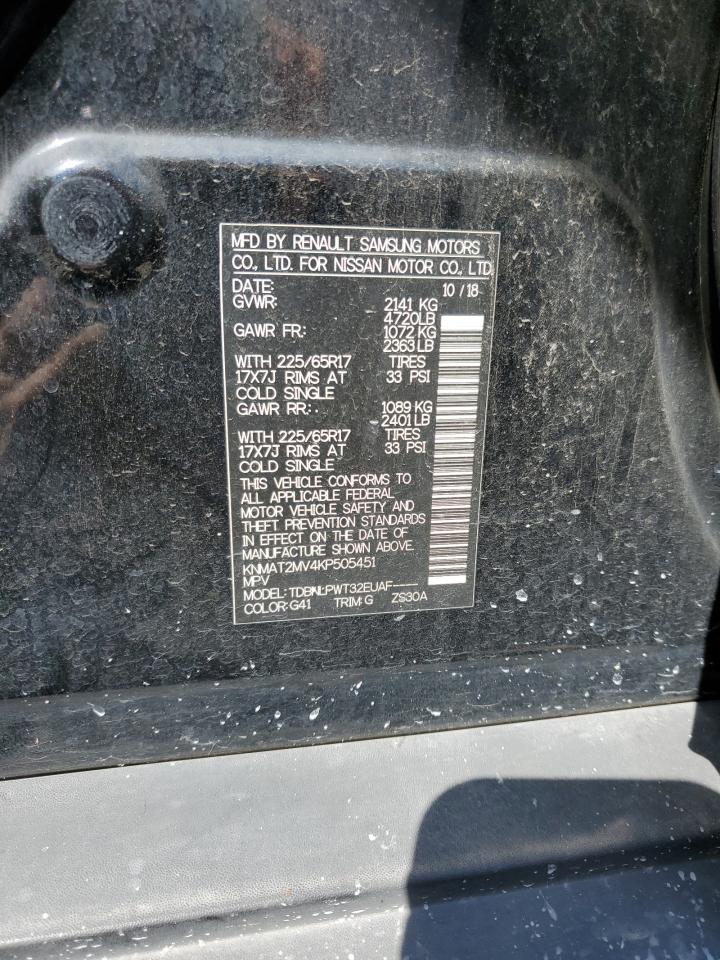 MFD BY RENAULT SAMSUNG MOTORS
CO., LTD. FOR NISSAN MOTOR CO., LTD.
DATE: 10 / 18
GVWR: 2141 KG
4720LB
GAWR FR: 1072 KG
2363 LB
WITH 225/65R17 TIRES
17X7J RIMS AT 33 PSI
COLD SINGLE
GAWR RR: 1089 KG
2401 LB
WITH 225/65R17 TIRES
17X7J RIMS AT 33 PSI
COLD SINGLE
THIS VEHICLE CONFORMS TO
ALL APPLICABLE FEDERAL
MOTOR VEHICLE SAFETY AND
THEFT PREVENTION STANDARDS
IN EFFECT ON THE DATE OF
MANUFACTURE SHOWN ABOVE.
KNMAT2MV4KP505451
MPV
MODEL: TDBNLPWT32EUAF----
COLOR: G41 TRIM: G ZS30A